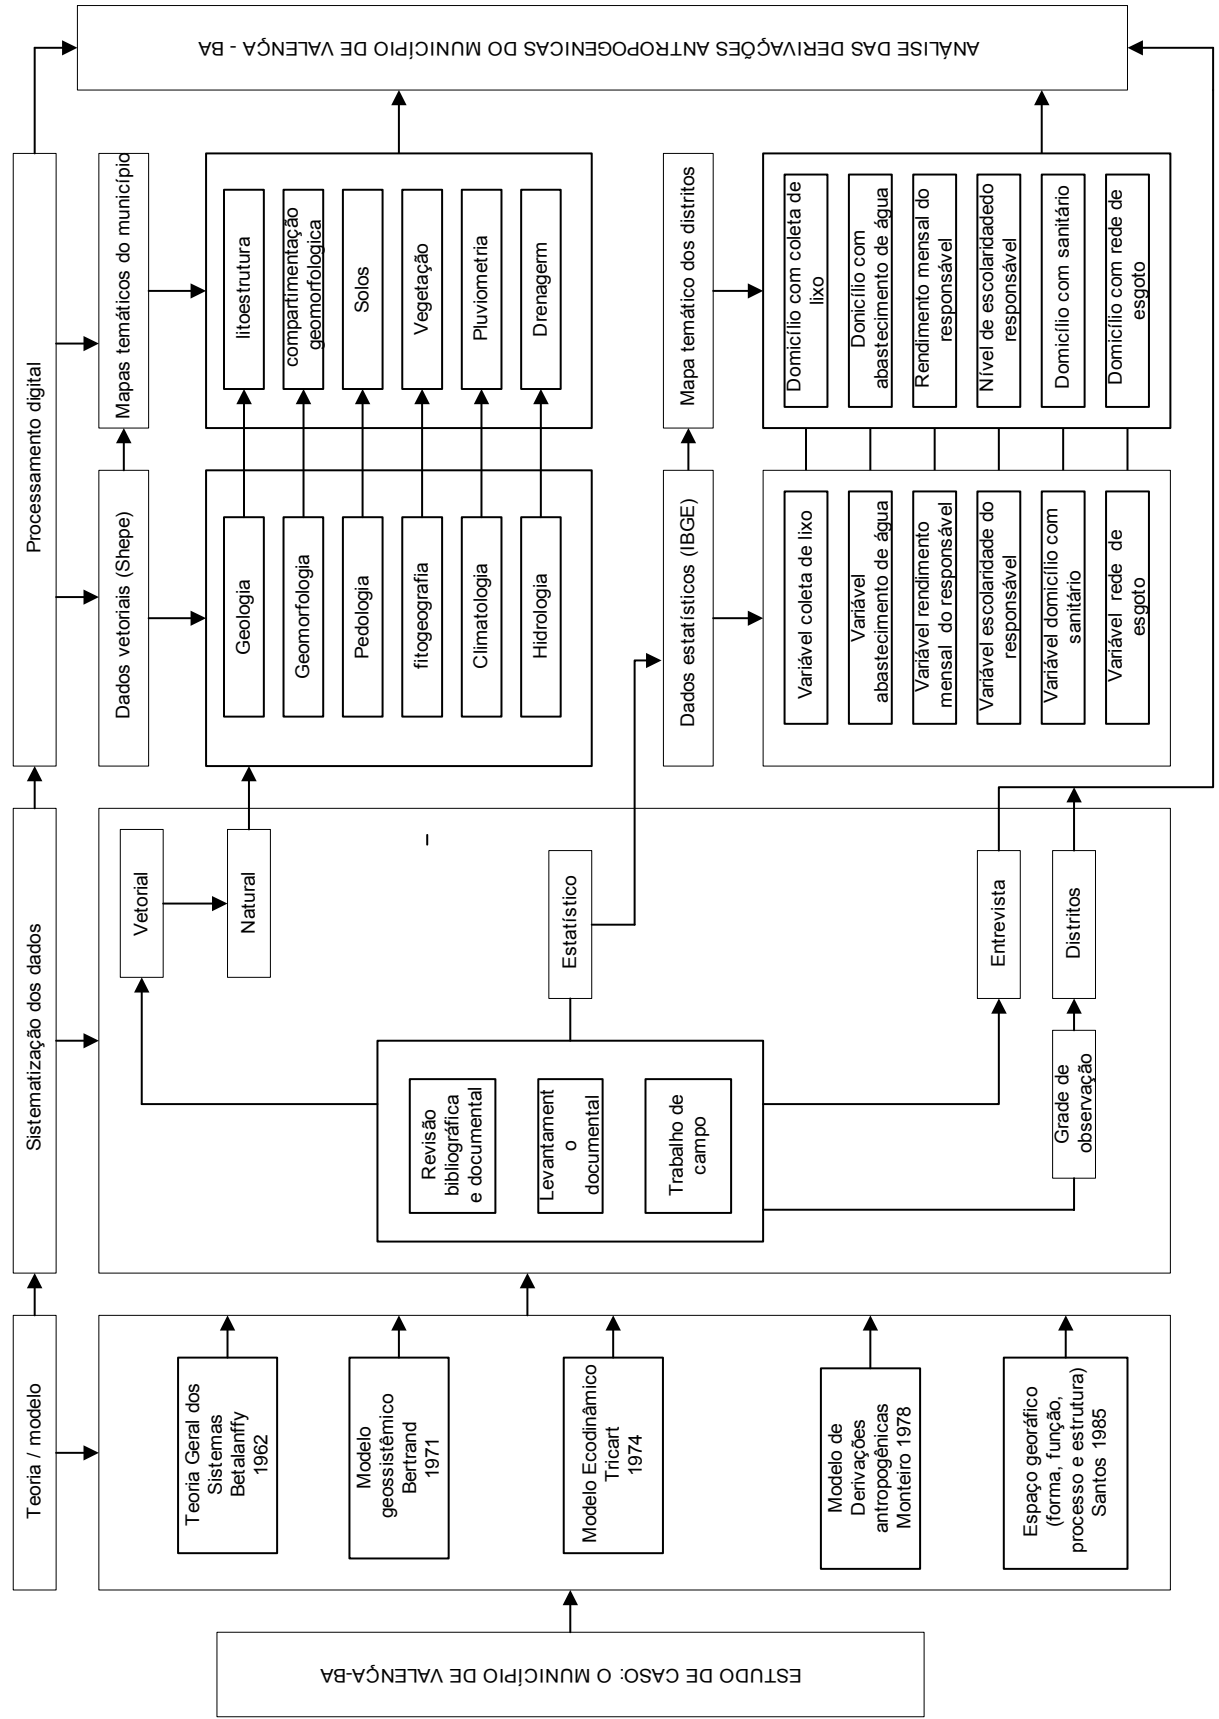 ESTUDO DE CASO: O MUNICÍPIO DE VALENÇA-BA
Teoria / modelo
Teoria Geral dos
Sistemas
Betalanffy
1962
Modelo
geossistêmico
Bertrand
1971
Modelo Ecodinâmico
Tricart
1974
Modelo de
Derivações
antropogênicas
Monteiro 1978
Espaço georáfico
(forma, função,
processo e estrutura)
Santos 1985
Sistematização dos dados
Vetorial
Natural
Revisão
bibliográfica
e documental
Levantament
o
documental
Trabalho de
campo
Estatístico
Entrevista
Grade de
observação
Distritos
Processamento digital
Dados vetoriais (Shepe)
Mapas temáticos do município
Geologia
Geomorfologia
Pedologia
fitogeografia
Climatologia
Hidrologia
litoestrutura
compartimentação
geomorfologica
Solos
Vegetação
Pluviometria
Drenagerm
Dados estatísticos (IBGE)
Mapa temático dos distritos
Variável coleta de lixo
Variável
abastecimento de água
Variável rendimento
mensal do responsável
Variável escolaridade do
responsável
Variável domicílio com
sanitário
Variável rede de
esgoto
Domicílio com coleta de
lixo
Donicílio com
abastecimento de água
Rendimento mensal do
responsável
Nível de escolaridadedo
responsável
Domicílio com sanitário
Domicílio com rede de
esgoto
ANÁLISE DAS DERIVAÇÕES ANTROPOGENICAS DO MUNICÍPIO DE VALENÇA - BA